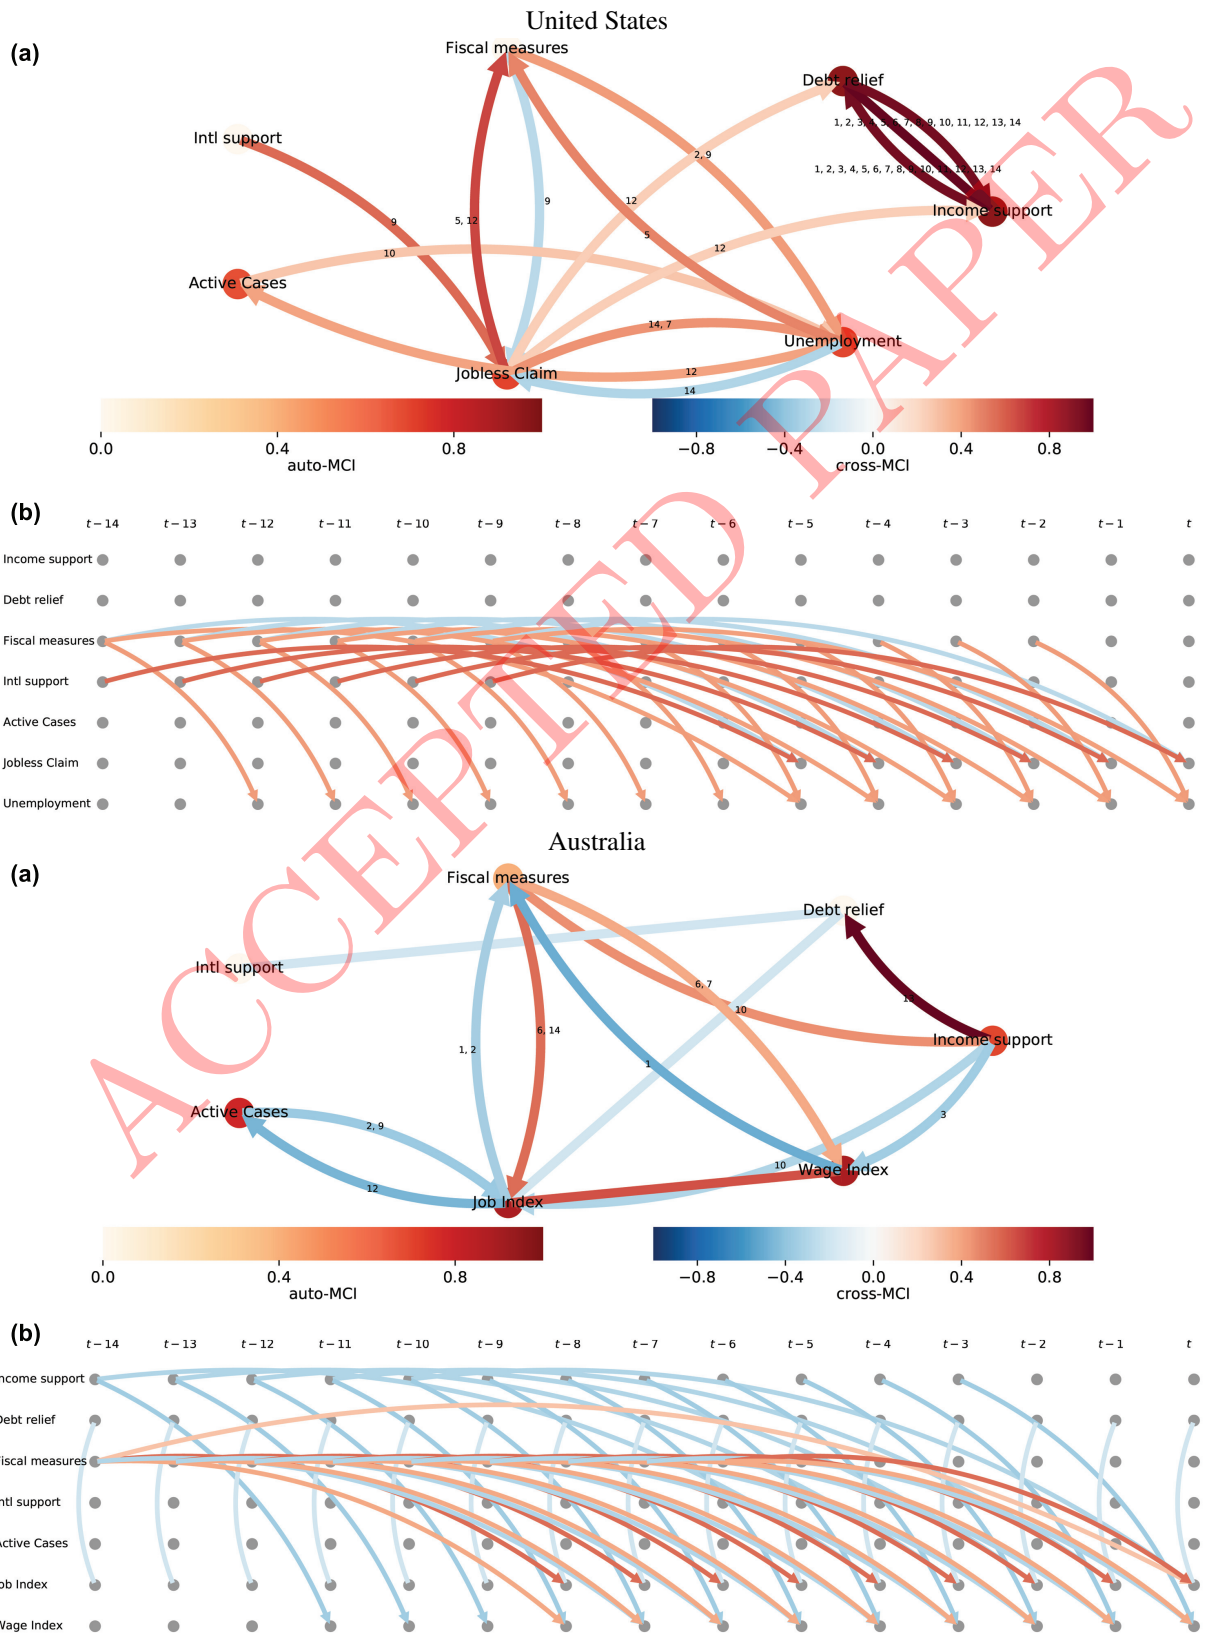 United States
(a)
Fiscal measures
Debt relief
Intl support
1, 2, 3, 4, 5, 6, 7, 8, 9, 10, 11, 12, 13, 14
2, 9
1, 2, 3, 4, 5, 6, 7, 8, 9, 10, 11, 12, 13, 14
12
9
Income support
9
5, 12
5
12
10
Active Cases
14, 7
Unemployment
Jobless Claim
12
14
0.0 0.4 0.8
auto-MCI
−0.8 −0.4 0.0 0.4 0.8
cross-MCI
(b)
t − 14 t − 13 t − 12 t − 11 t − 10 t − 9 t − 8 t − 7 t − 6 t − 5 t − 4 t − 3 t − 2 t − 1 t
Income support
Debt relief
Fiscal measures
Intl support
Active Cases
Jobless Claim
Unemployment
Australia
(a)
Fiscal measures
Debt relief
Intl support
6, 7
10
6, 14
Income support
1, 2
1
Active Cases
2, 9
3
10
Wage Index
12
Job Index
0.0 0.4 0.8
auto-MCI
−0.8 −0.4 0.0 0.4 0.8
cross-MCI
(b)
t − 14 t − 13 t − 12 t − 11 t − 10 t − 9 t − 8 t − 7 t − 6 t − 5 t − 4 t − 3 t − 2 t − 1 t
ncome support
Debt relief
iscal measures
ntl support
Active Cases
ob Index
Wage Index
ACCEPTED PAPER